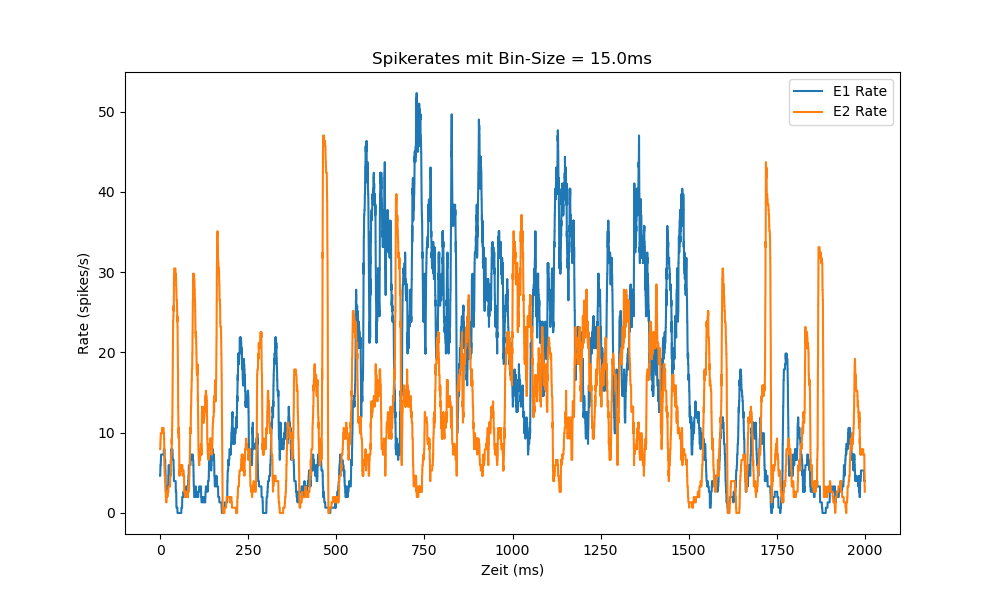 Spikerates mit Bin-Size = 15.0ms
E1 Rate
E2 Rate
Rate (spikes/s)
50
40
30
20
10
0
0 250 500 750 1000 1250 1500 1750 2000
Zeit (ms)